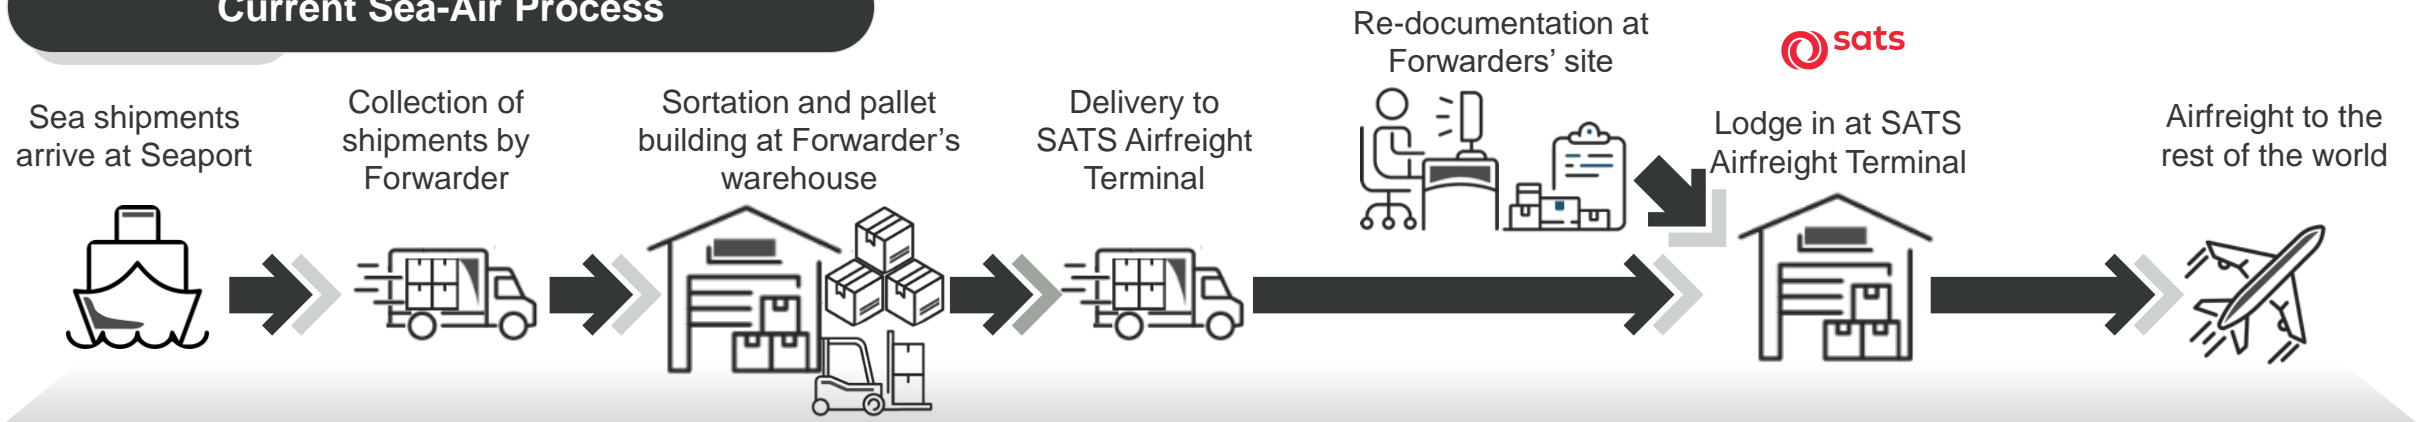 Current Sea-Air Process
Sea shipments
arrive at Seaport
Collection of
shipments by
Forwarder
Sortation and pallet
building at Forwarder's
warehouse
Delivery to
SATS Airfreight
Terminal
Re-documentation at
Forwarders' site
sats
Lodge in at SATS
Airfreight Terminal
Airfreight to the
rest of the world